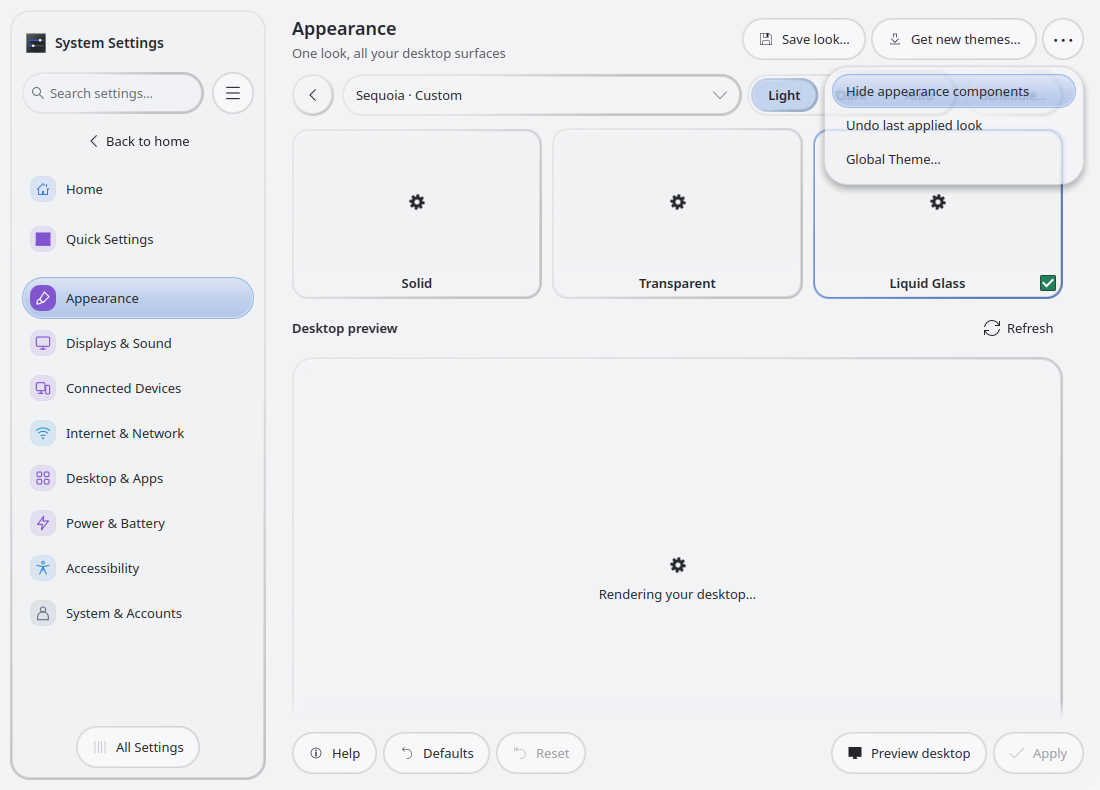 System Settings
Search settings...
Back to home
Home
Quick Settings
Appearance
Displays & Sound
Connected Devices
Internet & Network
Desktop & Apps
Power & Battery
Accessibility
System & Accounts
All Settings
Appearance
One look, all your desktop surfaces
Save look...
Get new themes...
Sequoia · Custom
Light
Hide appearance components
Undo last applied look
Global Theme...
Solid
Transparent
Liquid Glass
Desktop preview
Refresh
Rendering your desktop...
Help
Defaults
Reset
Preview desktop
Apply